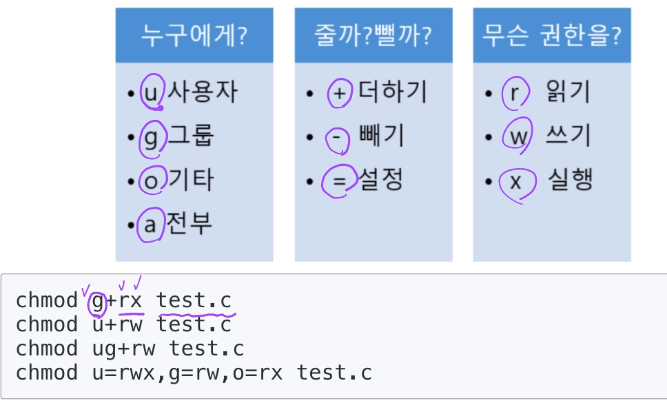 누구에게?
• u 사용자
• g 그룹
• o 기타
• a 전부
줄까?뺄까?
• + 더하기
• - 빼기
• = 설정
무슨 권한을?
• r 읽기
• w 쓰기
• x 실행
chmod g+rx test.c
chmod u+rw test.c
chmod ug+rw test.c
chmod u=rwx,g=rw,o=rx test.c